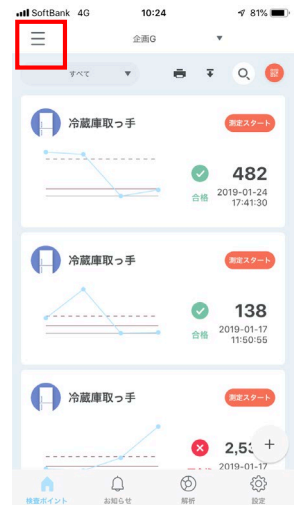 SoftBank 4G 10:24 81%
企画G ▼
すべて ▼
冷蔵庫取っ手 測定スタート
482
合格 2019-01-24
17:41:30
冷蔵庫取っ手 測定スタート
138
合格 2019-01-17
11:50:55
冷蔵庫取っ手 測定スタート
2,53
2019-01-17
検査ポイント お知らせ 解析 設定